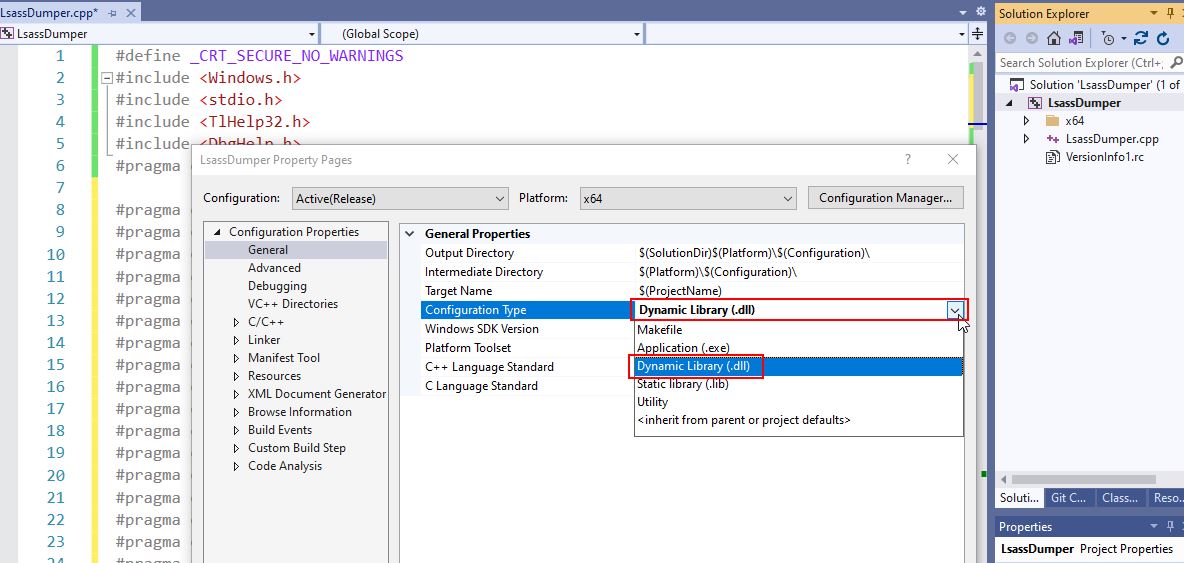 LsassDumper.cpp*
LsassDumper
(Global Scope)
1 #define _CRT_SECURE_NO_WARNINGS
2 #include <Windows.h>
3 #include <stdio.h>
4 #include <TlHelp32.h>
5 #include <DbgHelp.h>
6 #pragma
7
8 #pragma
9 #pragma
10 #pragma
11 #pragma
12 #pragma
13 #pragma
14 #pragma
15 #pragma
16 #pragma
17 #pragma
18 #pragma
19 #pragma
20 #pragma
21 #pragma
22 #pragma
23 #pragma
24 #pragma
LsassDumper Property Pages
?
Configuration: Active(Release) Platform: x64 Configuration Manager...
Configuration Properties
General
Advanced
Debugging
VC++ Directories
C/C++
Linker
Manifest Tool
Resources
XML Document Generator
Browse Information
Build Events
Custom Build Step
Code Analysis
General Properties
Output Directory $(SolutionDir)$(Platform)\$(Configuration)\
Intermediate Directory $(Platform)\$(Configuration)\
Target Name $(ProjectName)
Configuration Type Dynamic Library (.dll)
Windows SDK Version
Platform Toolset
C++ Language Standard
C Language Standard
Makefile
Application (.exe)
Dynamic Library (.dll)
Static library (.lib)
Utility
<inherit from parent or project defaults>
Solution Explorer
Search Solution Explorer (Ctrl+;
Solution 'LsassDumper' (1 of
LsassDumper
x64
LsassDumper.cpp
VersionInfo1.rc
Soluti... Git C... Class... Reso...
Properties
LsassDumper Project Properties